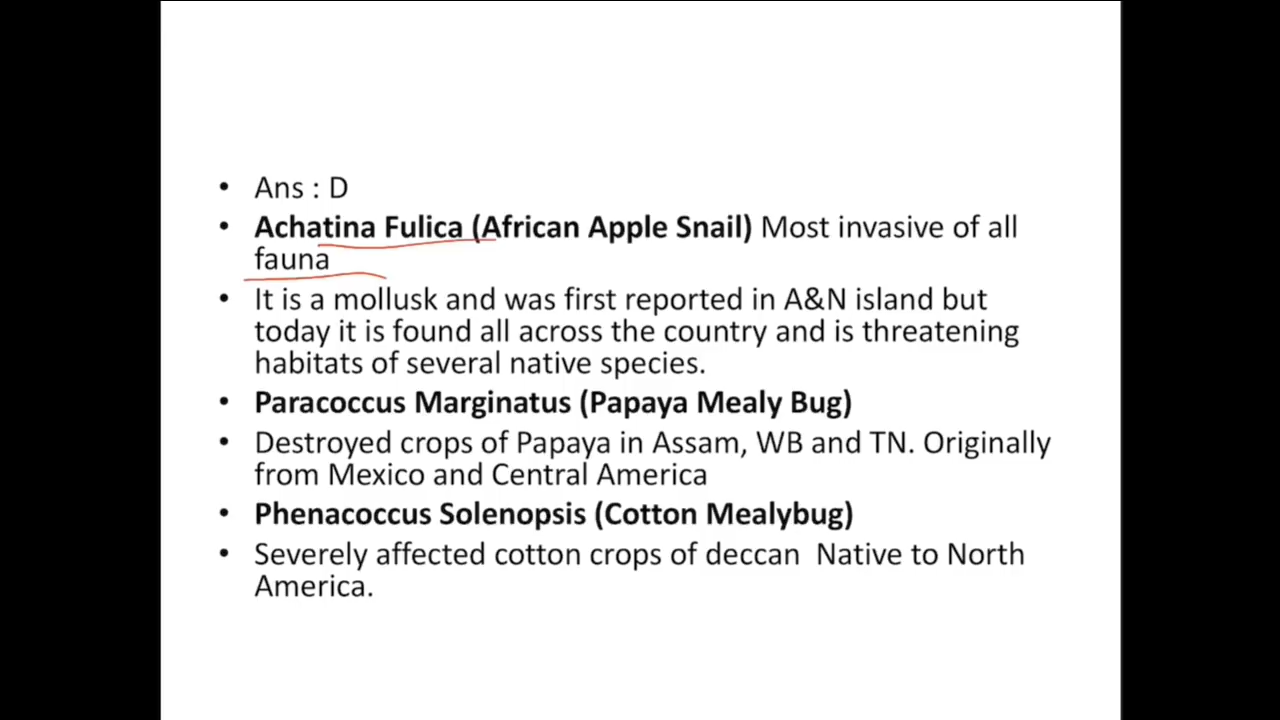 • Ans : D
• Achatina Fulica (African Apple Snail) Most invasive of all
fauna
• It is a mollusk and was first reported in A&N island but
today it is found all across the country and is threatening
habitats of several native species.
• Paracoccus Marginatus (Papaya Mealy Bug)
• Destroyed crops of Papaya in Assam, WB and TN. Originally
from Mexico and Central America
• Phenacoccus Solenopsis (Cotton Mealybug)
• Severely affected cotton crops of deccan  Native to North
America.